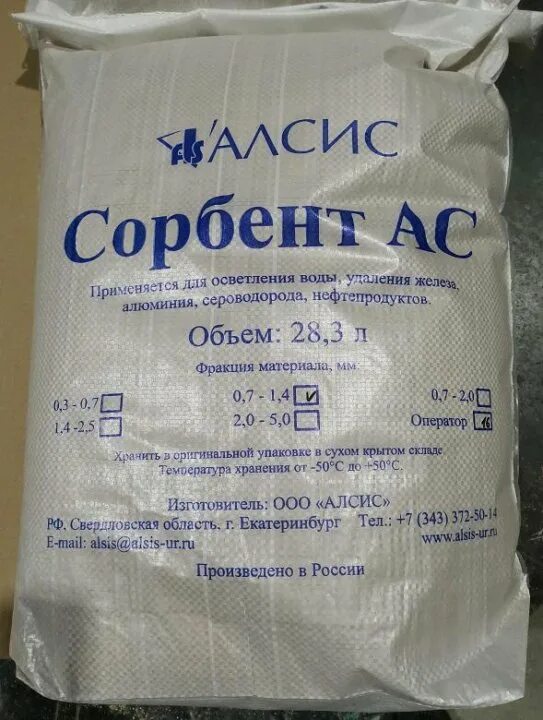 АЛСИС
Сорбент АС
Применяется для осветления воды, удаления железа,
алюминия, сероводорода, нефтепродуктов.
Объем: 28,3 л
Фракция материала, мм:
0,3 - 0,7 0,7 - 1,4 ✓ 0,7 - 2,0
1,4 -2,5 2,0 - 5,0 Оператор 16
Хранить в оригинальной упаковке в сухом крытом складе.
Температура хранения от -50°С до +50°С.
Изготовитель: ООО «АЛСИС»
РФ, Свердловская область, г. Екатеринбург Тел.: +7 (343) 372-50-14
E-mail: alsis@alsis-ur.ru www.alsis-ur.ru
Произведено в России